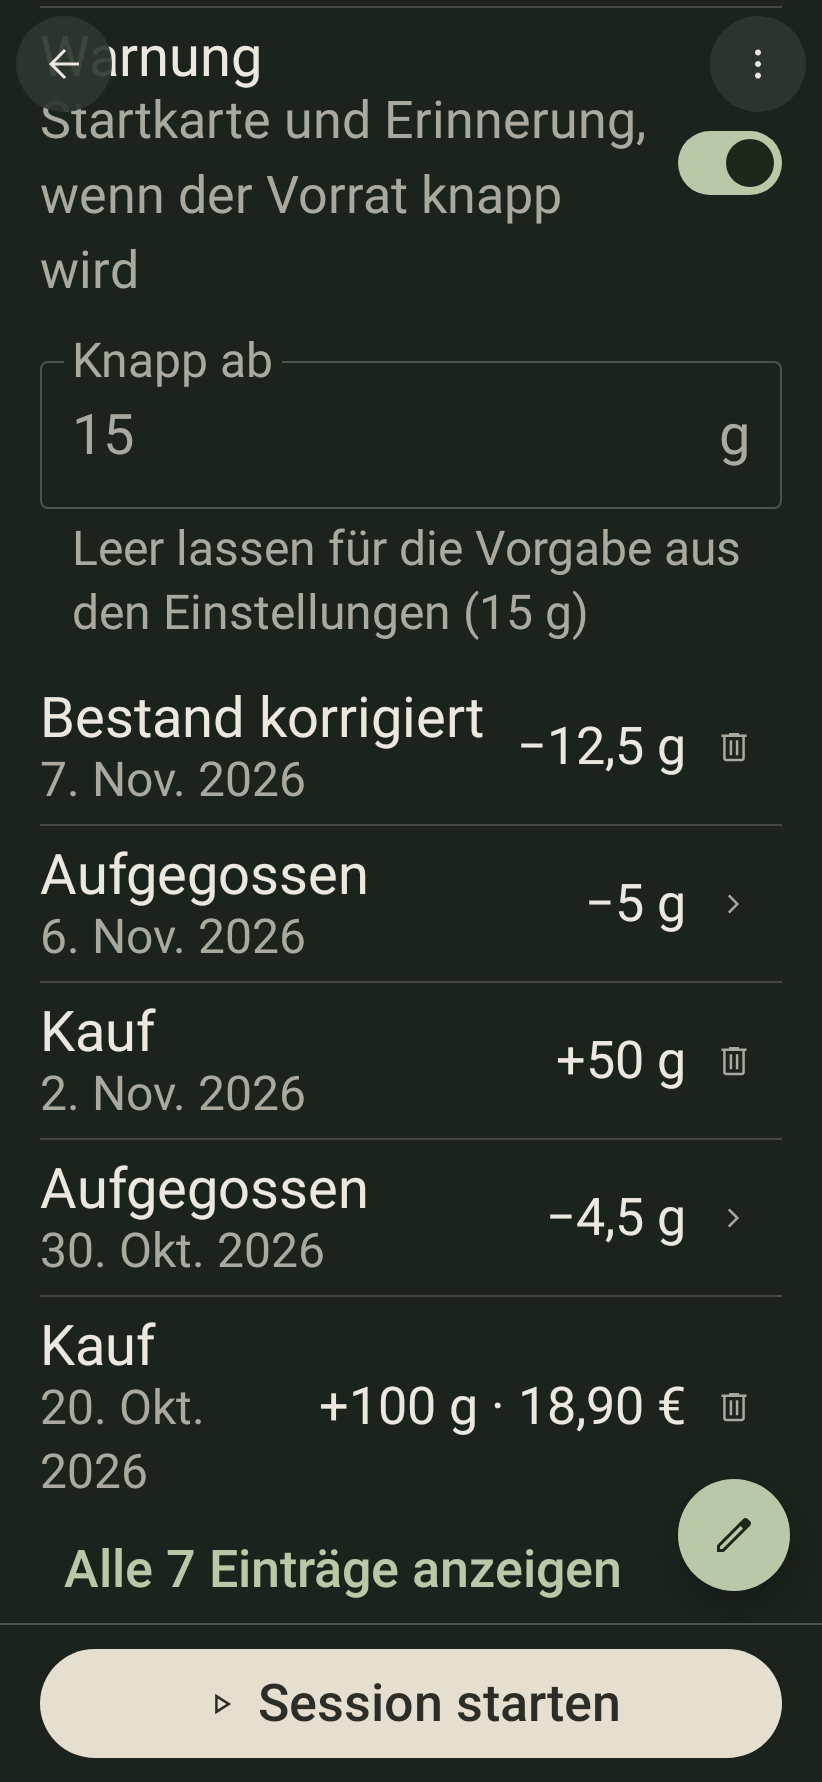 Warnung
Startkarte und Erinnerung,
wenn der Vorrat knapp
wird
Knapp ab
15 g
Leer lassen für die Vorgabe aus
den Einstellungen (15 g)
Bestand korrigiert
−12,5 g
7. Nov. 2026
Aufgegossen
−5 g
6. Nov. 2026
Kauf
+50 g
2. Nov. 2026
Aufgegossen
−4,5 g
30. Okt. 2026
Kauf
20. Okt.
2026
+100 g · 18,90 €
Alle 7 Einträge anzeigen
Session starten